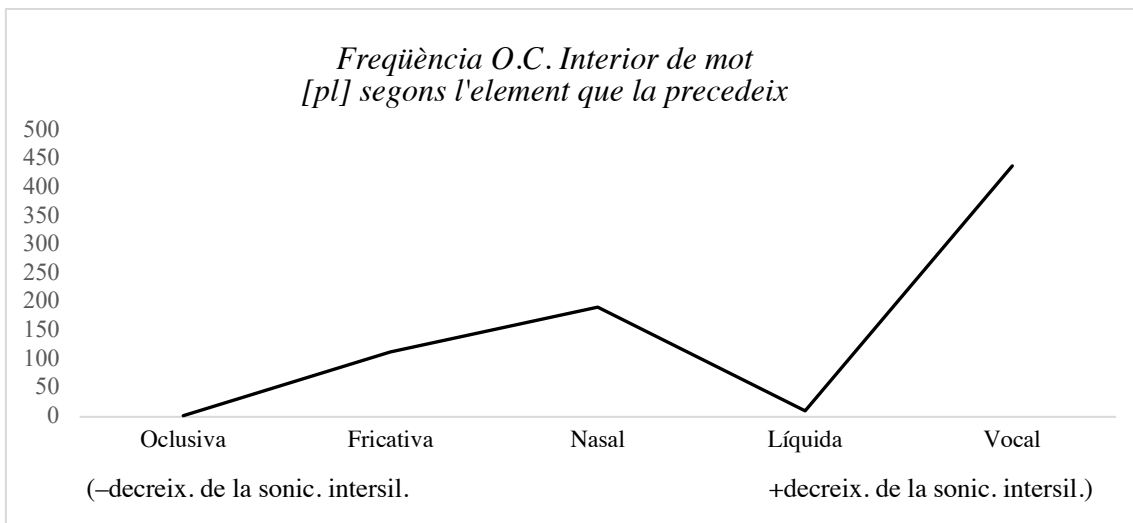 Freqüència O.C. Interior de mot
[pl] segons l'element que la precedeix
500
450
400
350
300
250
200
150
100
50
0
Oclusiva Fricativa Nasal Líquida Vocal
(–decreix. de la sonic. intersil. +decreix. de la sonic. intersil.)